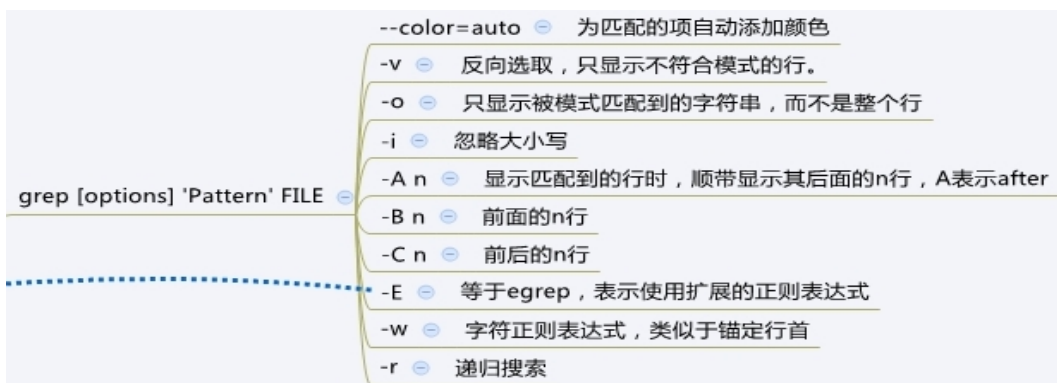 --color=auto 为匹配的项自动添加颜色
-v 反向选取，只显示不符合模式的行。
-o 只显示被模式匹配到的字符串，而不是整个行
-i 忽略大小写
-A n 显示匹配到的行时，顺带显示其后面的n行，A表示after
grep [options] 'Pattern' FILE
-B n 前面的n行
-C n 前后的n行
-E 等于egrep，表示使用扩展的正则表达式
-w 字符正则表达式，类似于锚定行首
-r 递归搜索